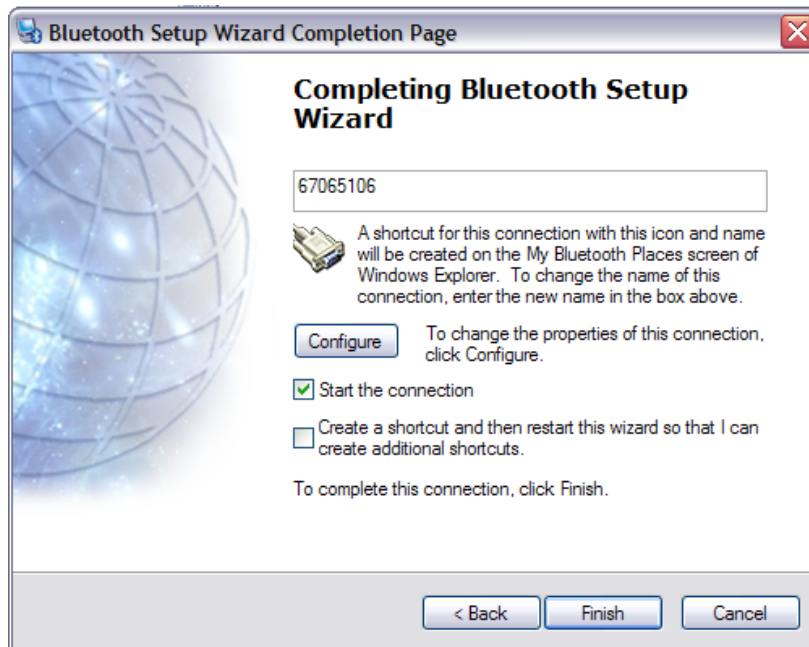 Bluetooth Setup Wizard Completion Page
Completing Bluetooth Setup
Wizard
67065106
A shortcut for this connection with this icon and name
will be created on the My Bluetooth Places screen of
Windows Explorer. To change the name of this
connection, enter the new name in the box above.
Configure
To change the properties of this connection,
click Configure.
Start the connection
Create a shortcut and then restart this wizard so that I can
create additional shortcuts.
To complete this connection, click Finish.
< Back
Finish
Cancel